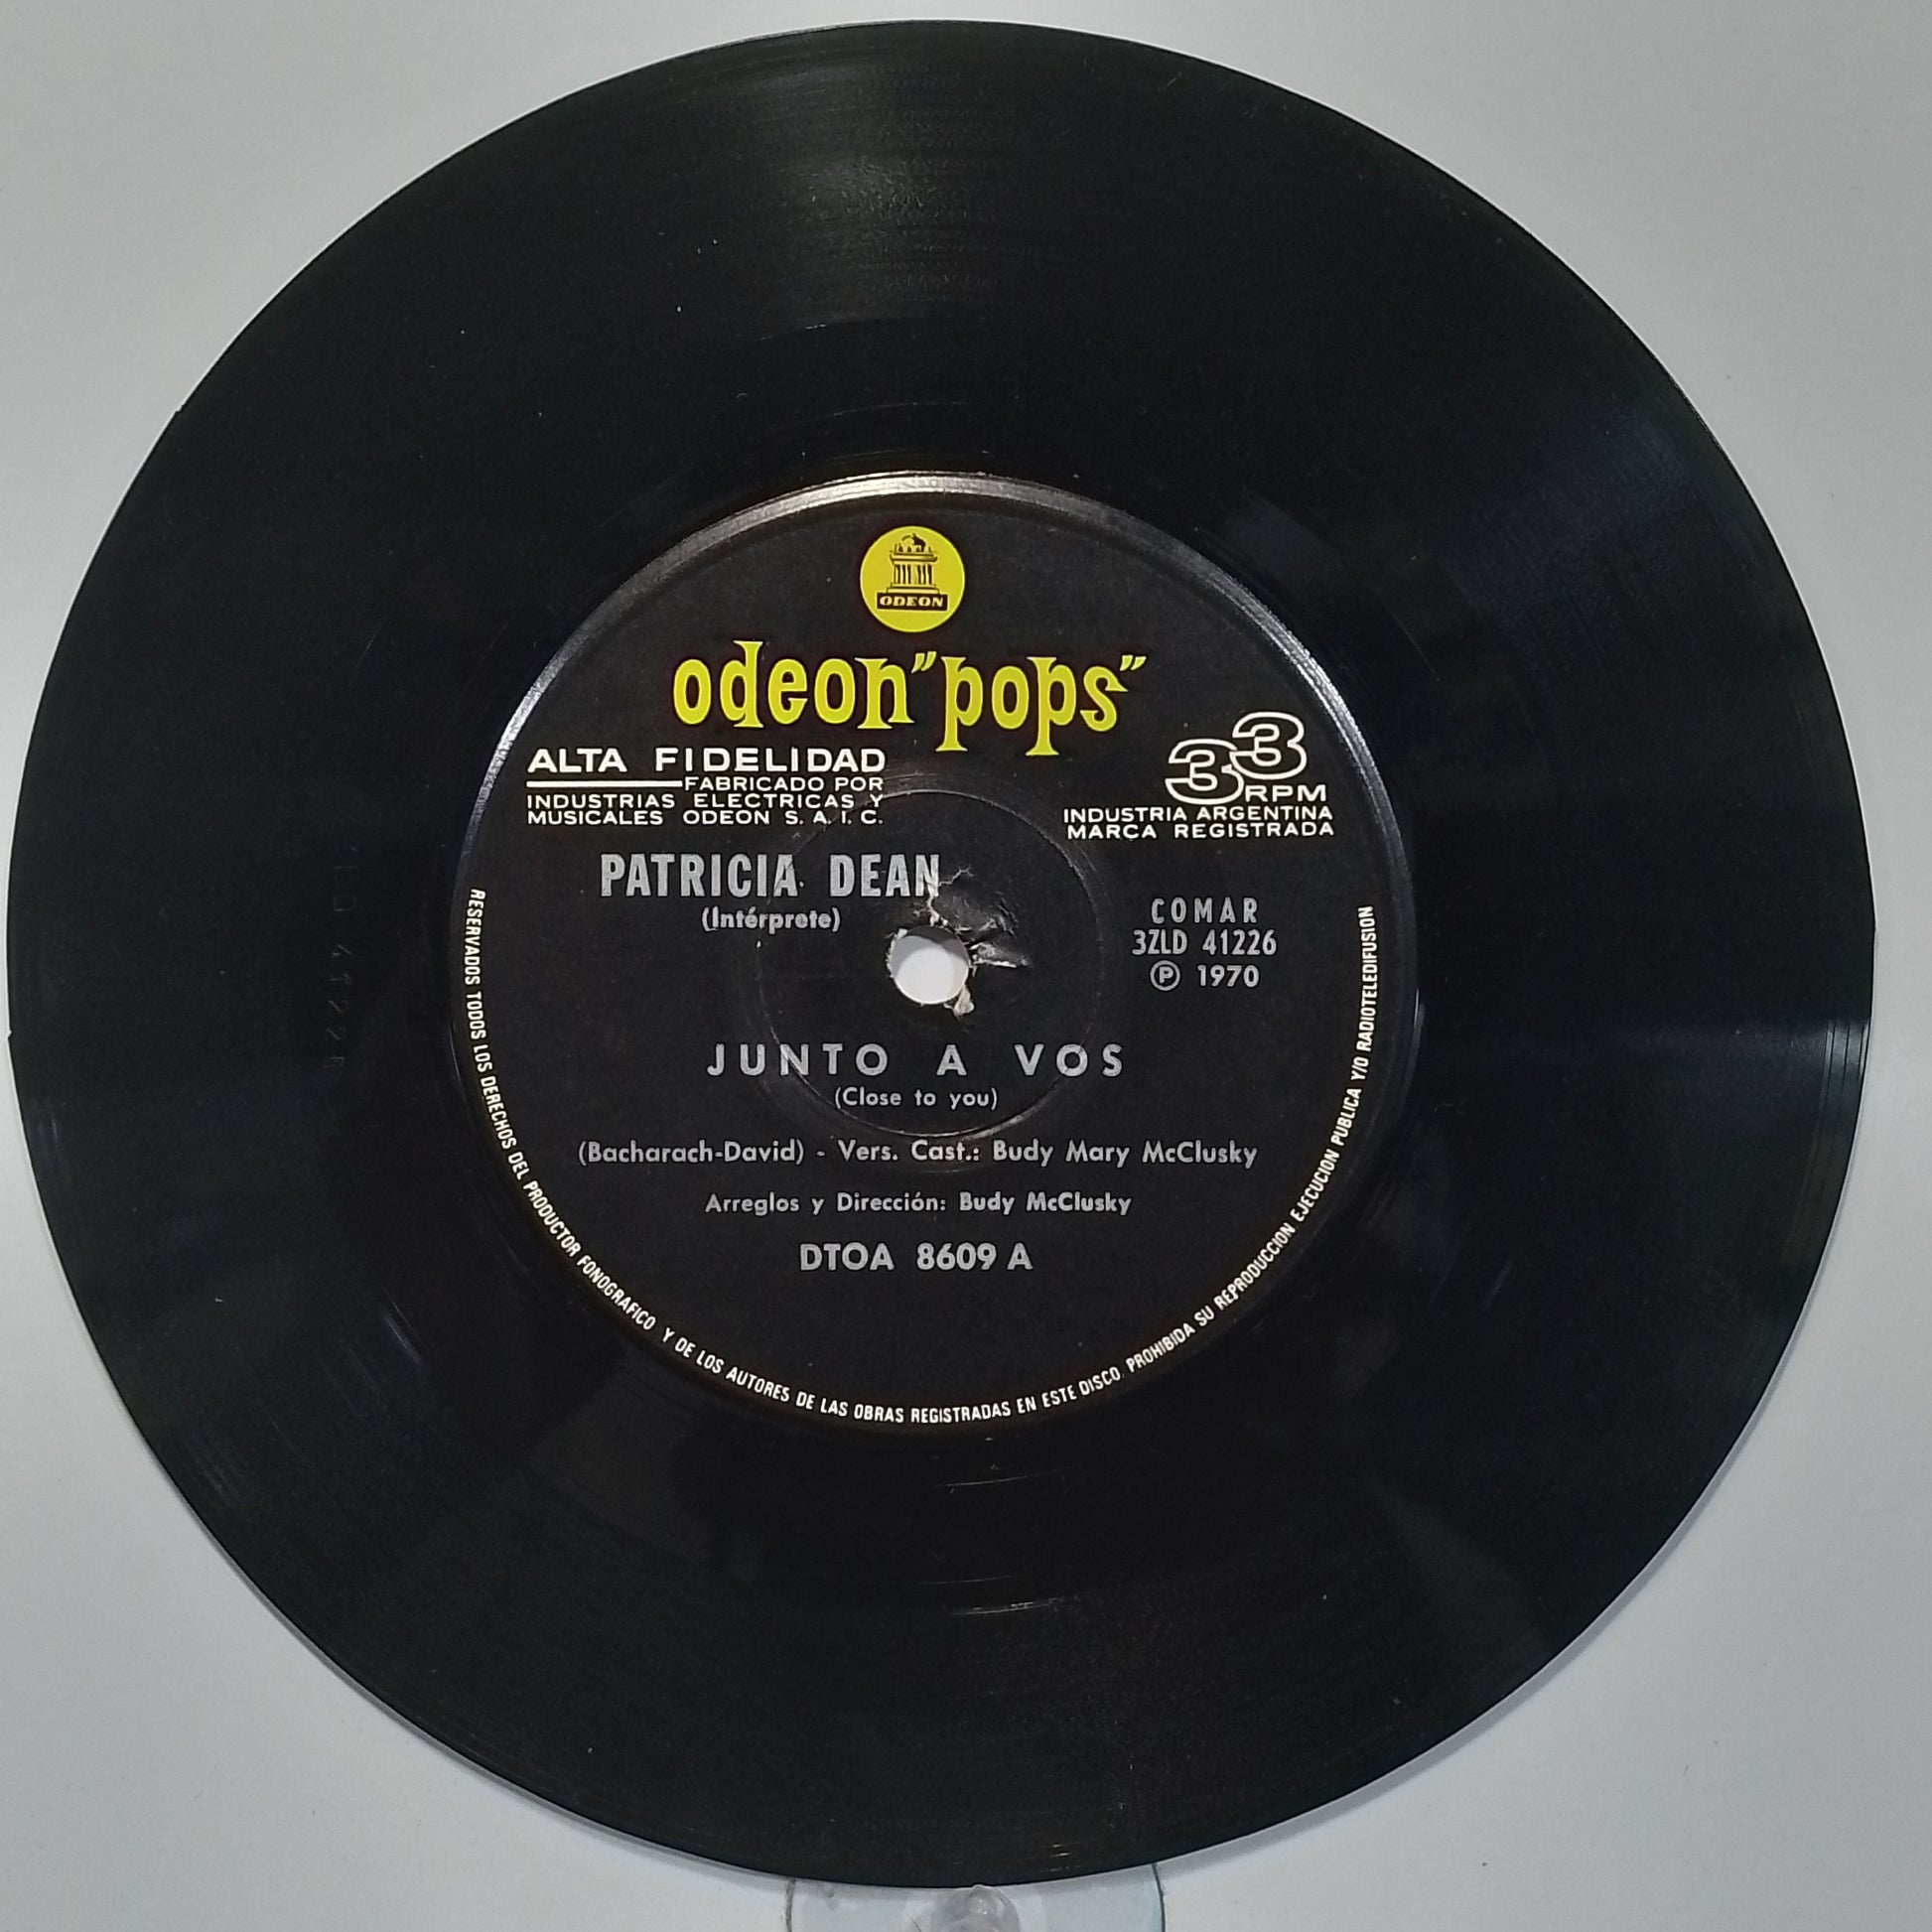 ODEON
odeon "pops"
ALTA FIDELIDAD
FABRICADO POR
INDUSTRIAS ELECTRICAS Y
MUSICALES ODEON S. A. I. C.
33 RPM
INDUSTRIA ARGENTINA
MARCA REGISTRADA
PATRICIA DEAN
(Intérprete)
COMAR
3ZLD 41226
Ⓟ 1970
JUNTO A VOS
(Close to you)
(Bacharach-David) - Vers. Cast.: Budy Mary McClusky
Arreglos y Dirección: Budy McClusky
DTOA 8609 A
RESERVADOS TODOS LOS DERECHOS DEL PRODUCTOR FONOGRAFICO Y DE LOS AUTORES DE LAS OBRAS REGISTRADAS EN ESTE DISCO. PROHIBIDA SU REPRODUCCION EJECUCION PUBLICA Y/O RADIOTELEDIFUSION